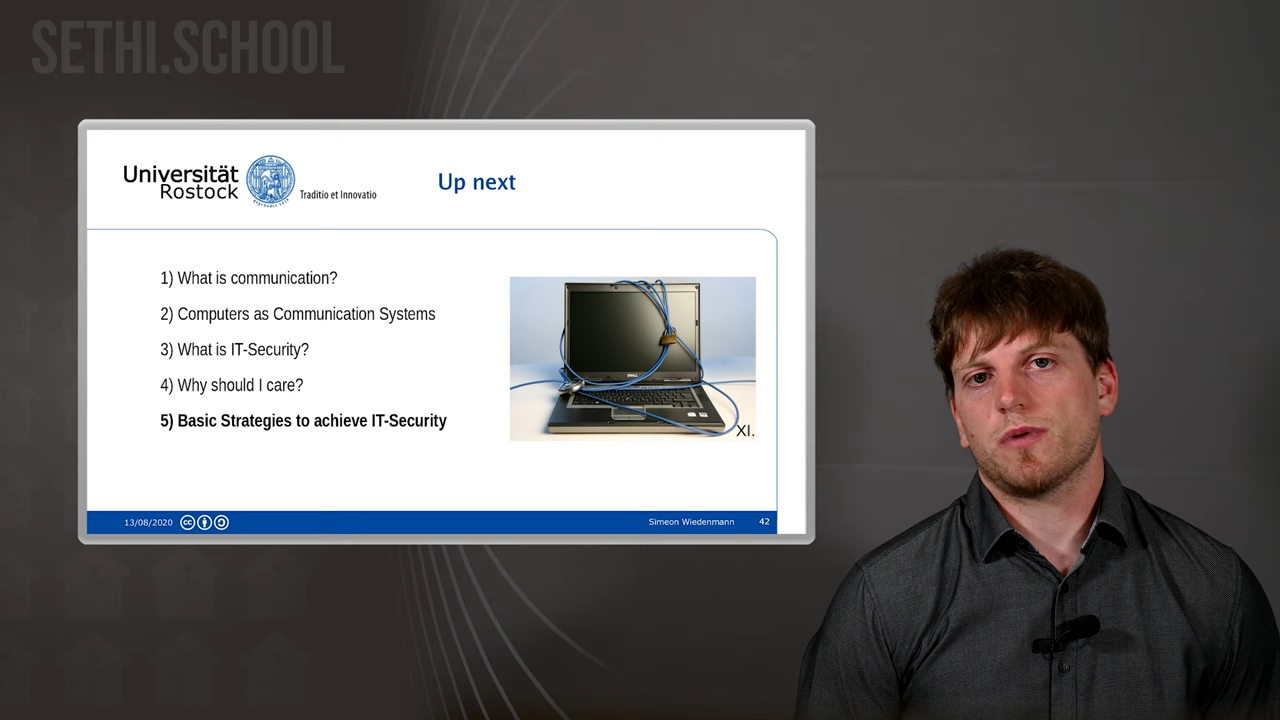 SETHI.SCHOOL
Universität
Rostock
Traditio et Innovatio
Up next
1) What is communication?
2) Computers as Communication Systems
3) What is IT-Security?
4) Why should I care?
5) Basic Strategies to achieve IT-Security
DELL
XI.
13/08/2020
cc
Simeon Wiedenmann
42